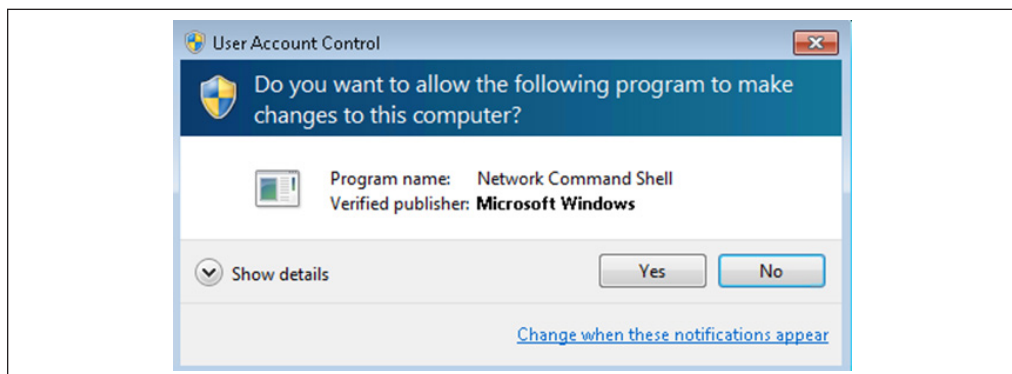 User Account Control
Do you want to allow the following program to make
changes to this computer?
Program name: Network Command Shell
Verified publisher: Microsoft Windows
Show details
Yes No
Change when these notifications appear